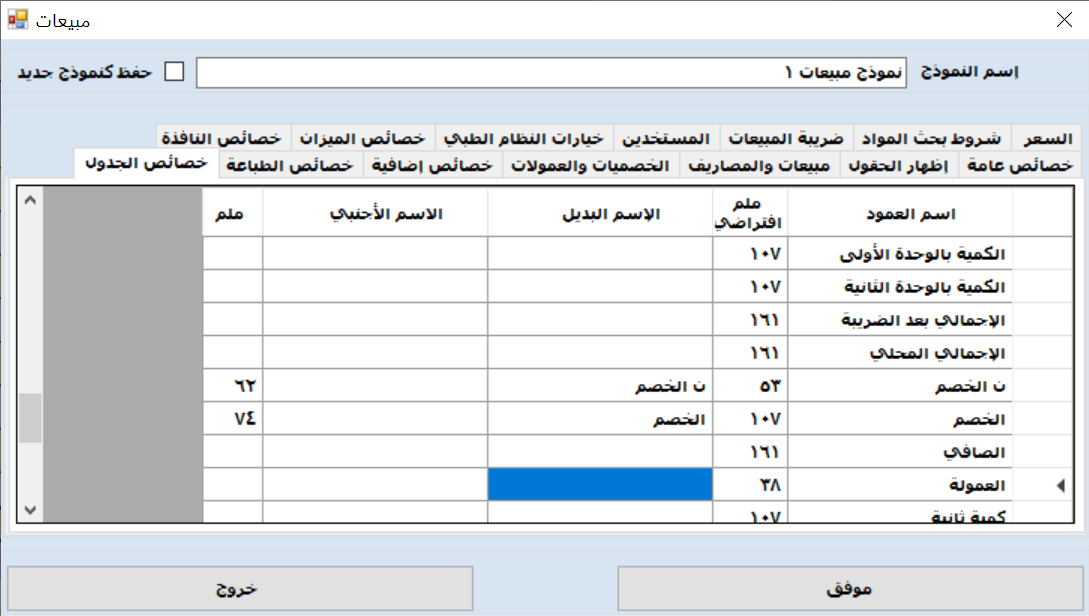 مبيعات
إسم النموذج نموذج مبيعات ١ حفظ كنموذج جديد
السعر شروط بحث المواد ضريبة المبيعات المستخدين خيارات النظام الطبي خصائص الميزان خصائص النافذة
خصائص عامة إظهار الحقول مبيعات والمصاريف الخصميات والعمولات خصائص إضافية خصائص الطباعة خصائص الجدول
اسم العمود ملم افتراضي الإسم البديل الاسم الأجنبي ملم
الكمية بالوحدة الأولى ١٠٧
الكمية بالوحدة الثانية ١٠٧
الإجمالي بعد الضريبة ١٦١
الإجمالي المحلي ١٦١
ن الخصم ٥٣ ن الخصم ٦٢
الخصم ١٠٧ الخصم ٧٤
الصافي ١٦١
العمولة ٣٨
كمية ثانية ١٠٧
موفق خروج